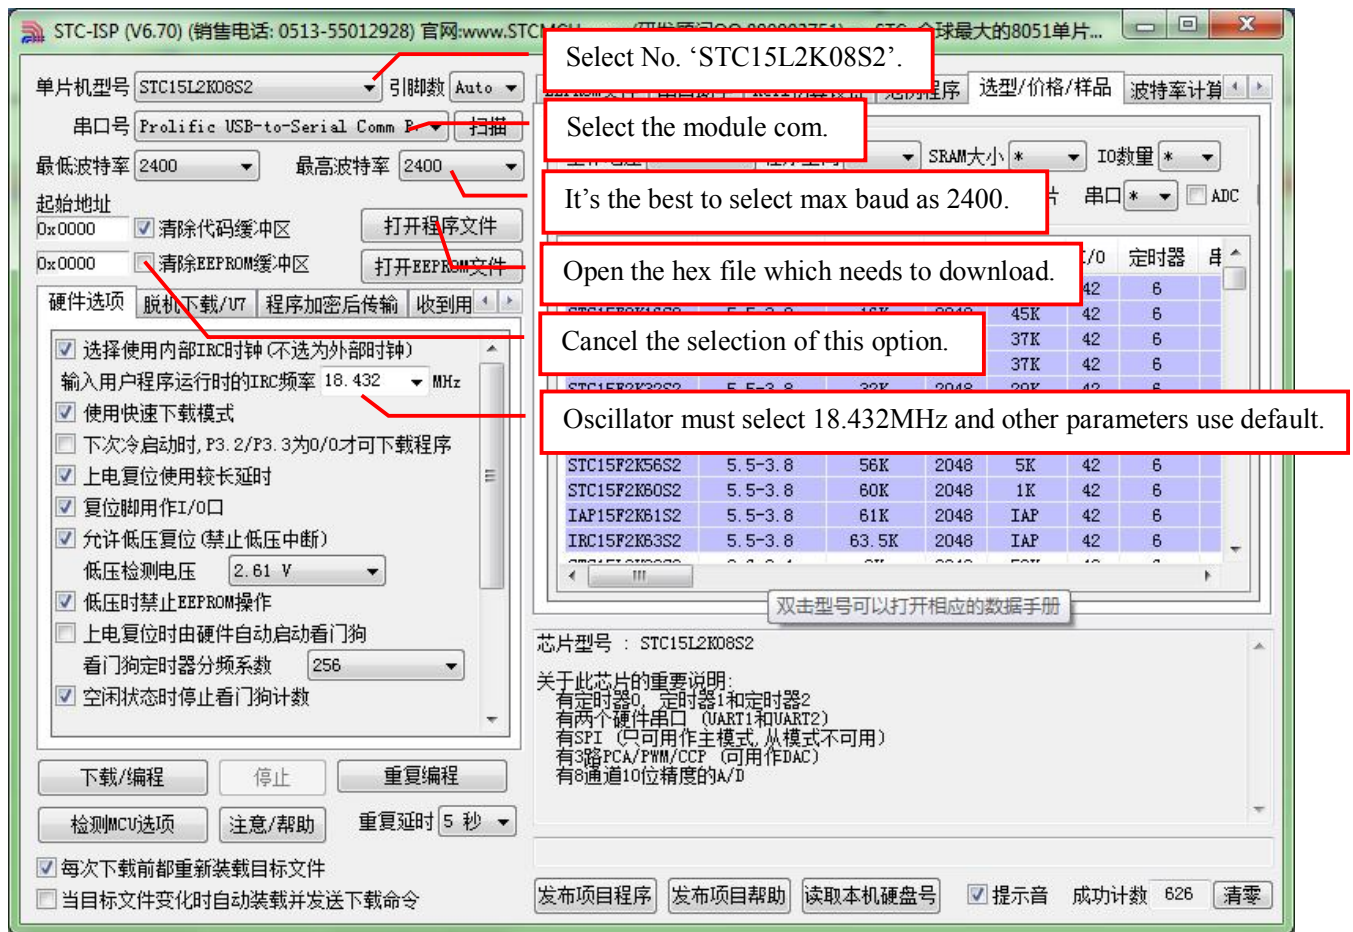 STC-ISP (V6.70) (销售电话: 0513-55012928) 官网:www.STC
球最大的8051单片...
Select No. ‘STC15L2K08S2’.
单片机型号 STC15L2K08S2 引脚数 Auto
程序 选型/价格/样品 波特率计算
串口号 Prolific USB-to-Serial Comm 扫描
Select the module com.
最低波特率 2400 最高波特率 2400
SRAM大小 * IO数量 *
It’s the best to select max baud as 2400.
串口 * ADC
起始地址
0x0000 清除代码缓冲区 打开程序文件
0x0000 清除EEPROM缓冲区 打开EEPROM文件
Open the hex file which needs to download.
I/O 定时器
42 6
硬件选项 脱机下载/U7 程序加密后传输 收到用
45K 42 6
Cancel the selection of this option.
37K 42 6
37K 42 6
选择使用内部IRC时钟(不选为外部时钟)
输入用户程序运行时的IRC频率 18.432 MHz
STC15F2K32S2 5.5-3.8 32K 2048 29K 42 6
Oscillator must select 18.432MHz and other parameters use default.
使用快速下载模式
下次冷启动时,P3.2/P3.3为0/0才可下载程序
上电复位使用较长延时
复位脚用作I/O口
允许低压复位(禁止低压中断)
低压检测电压 2.61 V
低压时禁止EEPROM操作
上电复位时由硬件自动启动看门狗
看门狗定时器分频系数 256
空闲状态时停止看门狗计数
STC15F2K56S2 5.5-3.8 56K 2048 5K 42 6
STC15F2K60S2 5.5-3.8 60K 2048 1K 42 6
IAP15F2K61S2 5.5-3.8 61K 2048 IAP 42 6
IRC15F2K63S2 5.5-3.8 63.5K 2048 IAP 42 6
双击型号可以打开相应的数据手册
芯片型号 : STC15L2K08S2
关于此芯片的重要说明:
有定时器0, 定时器1和定时器2
有两个硬件串口 (UART1和UART2)
有SPI (只可用作主模式,从模式不可用)
有3路PCA/PWM/CCP (可用作DAC)
有8通道10位精度的A/D
下载/编程 停止 重复编程
检测MCU选项 注意/帮助 重复延时 5 秒
每次下载前都重新装载目标文件
当目标文件变化时自动装载并发送下载命令
发布项目程序 发布项目帮助 读取本机硬盘号 提示音 成功计数 626 清零